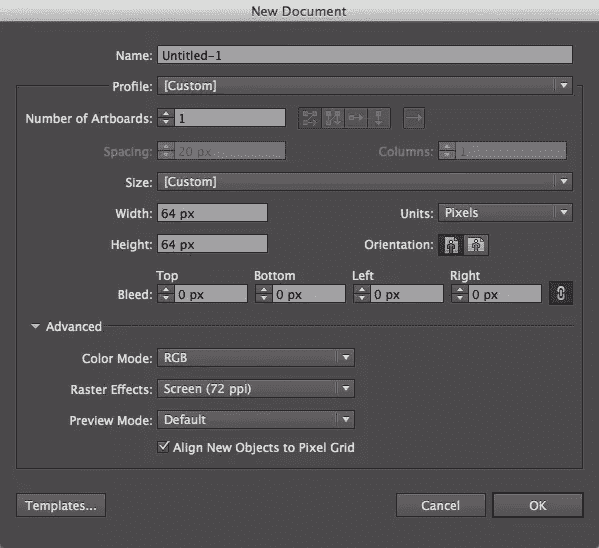 New Document
Name: Untitled-1
Profile: [Custom]
Number of Artboards: 1
Spacing: 20 px Columns: 1
Size: [Custom]
Width: 64 px Units: Pixels
Height: 64 px Orientation:
Top Bottom Left Right
Bleed: 0 px 0 px 0 px 0 px
Advanced
Color Mode: RGB
Raster Effects: Screen (72 ppi)
Preview Mode: Default
Align New Objects to Pixel Grid
Templates... Cancel OK